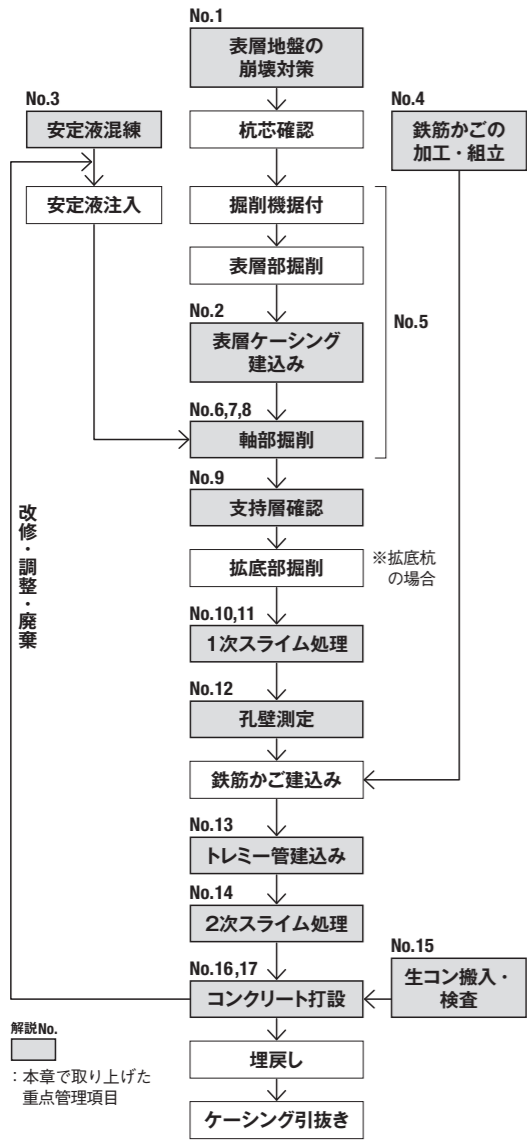 No.1
表層地盤の
崩壊対策
No.3
安定液混練
杭芯確認
No.4
鉄筋かごの
加工・組立
安定液注入
掘削機据付
表層部掘削
No.5
No.2
表層ケーシング
建込み
No.6,7,8
軸部掘削
No.9
支持層確認
改修・調整・廃棄
拡底部掘削
※拡底杭
の場合
No.10,11
1次スライム処理
No.12
孔壁測定
鉄筋かご建込み
No.13
トレミー管建込み
No.14
2次スライム処理
No.15
生コン搬入・
検査
No.16,17
コンクリート打設
解説No.
：本章で取り上げた
重点管理項目
埋戻し
ケーシング引抜き